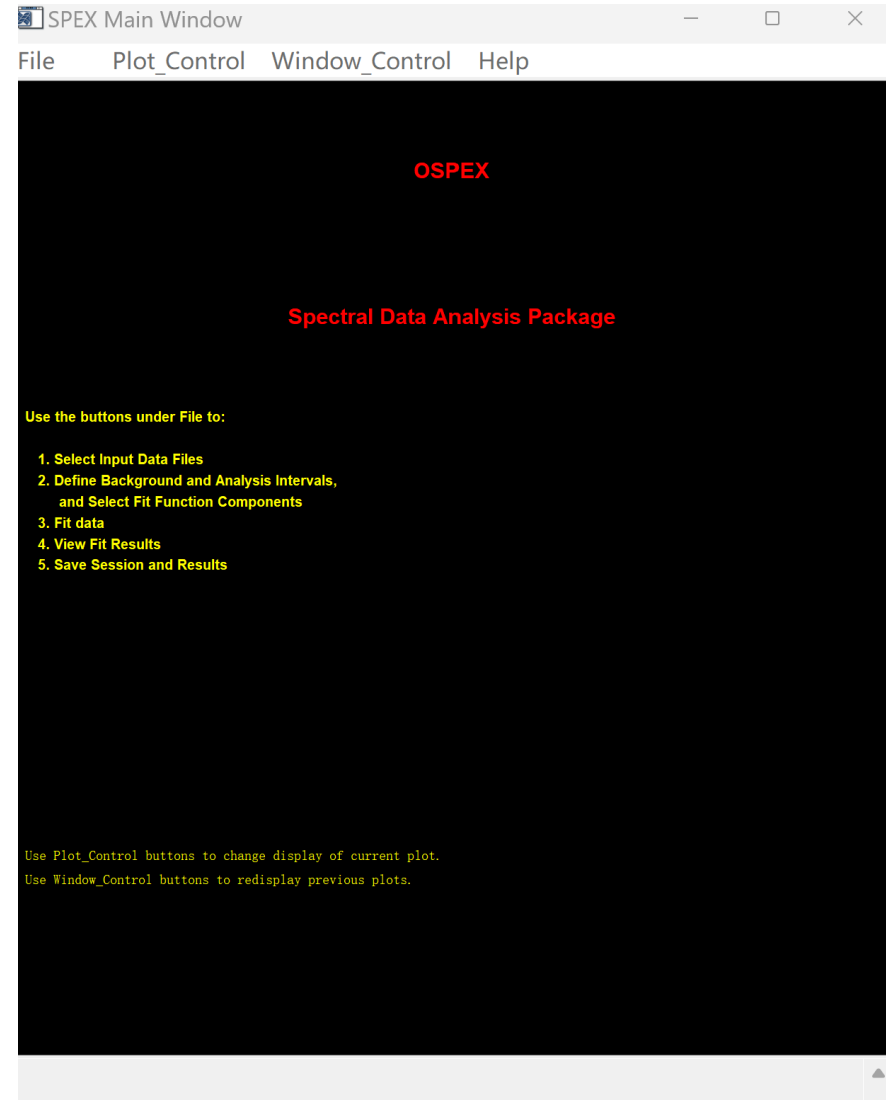 SPEX Main Window
File Plot_Control Window_Control Help
OSPEX
Spectral Data Analysis Package
Use the buttons under File to:
1. Select Input Data Files
2. Define Background and Analysis Intervals,
and Select Fit Function Components
3. Fit data
4. View Fit Results
5. Save Session and Results
Use Plot_Control buttons to change display of current plot.
Use Window_Control buttons to redisplay previous plots.